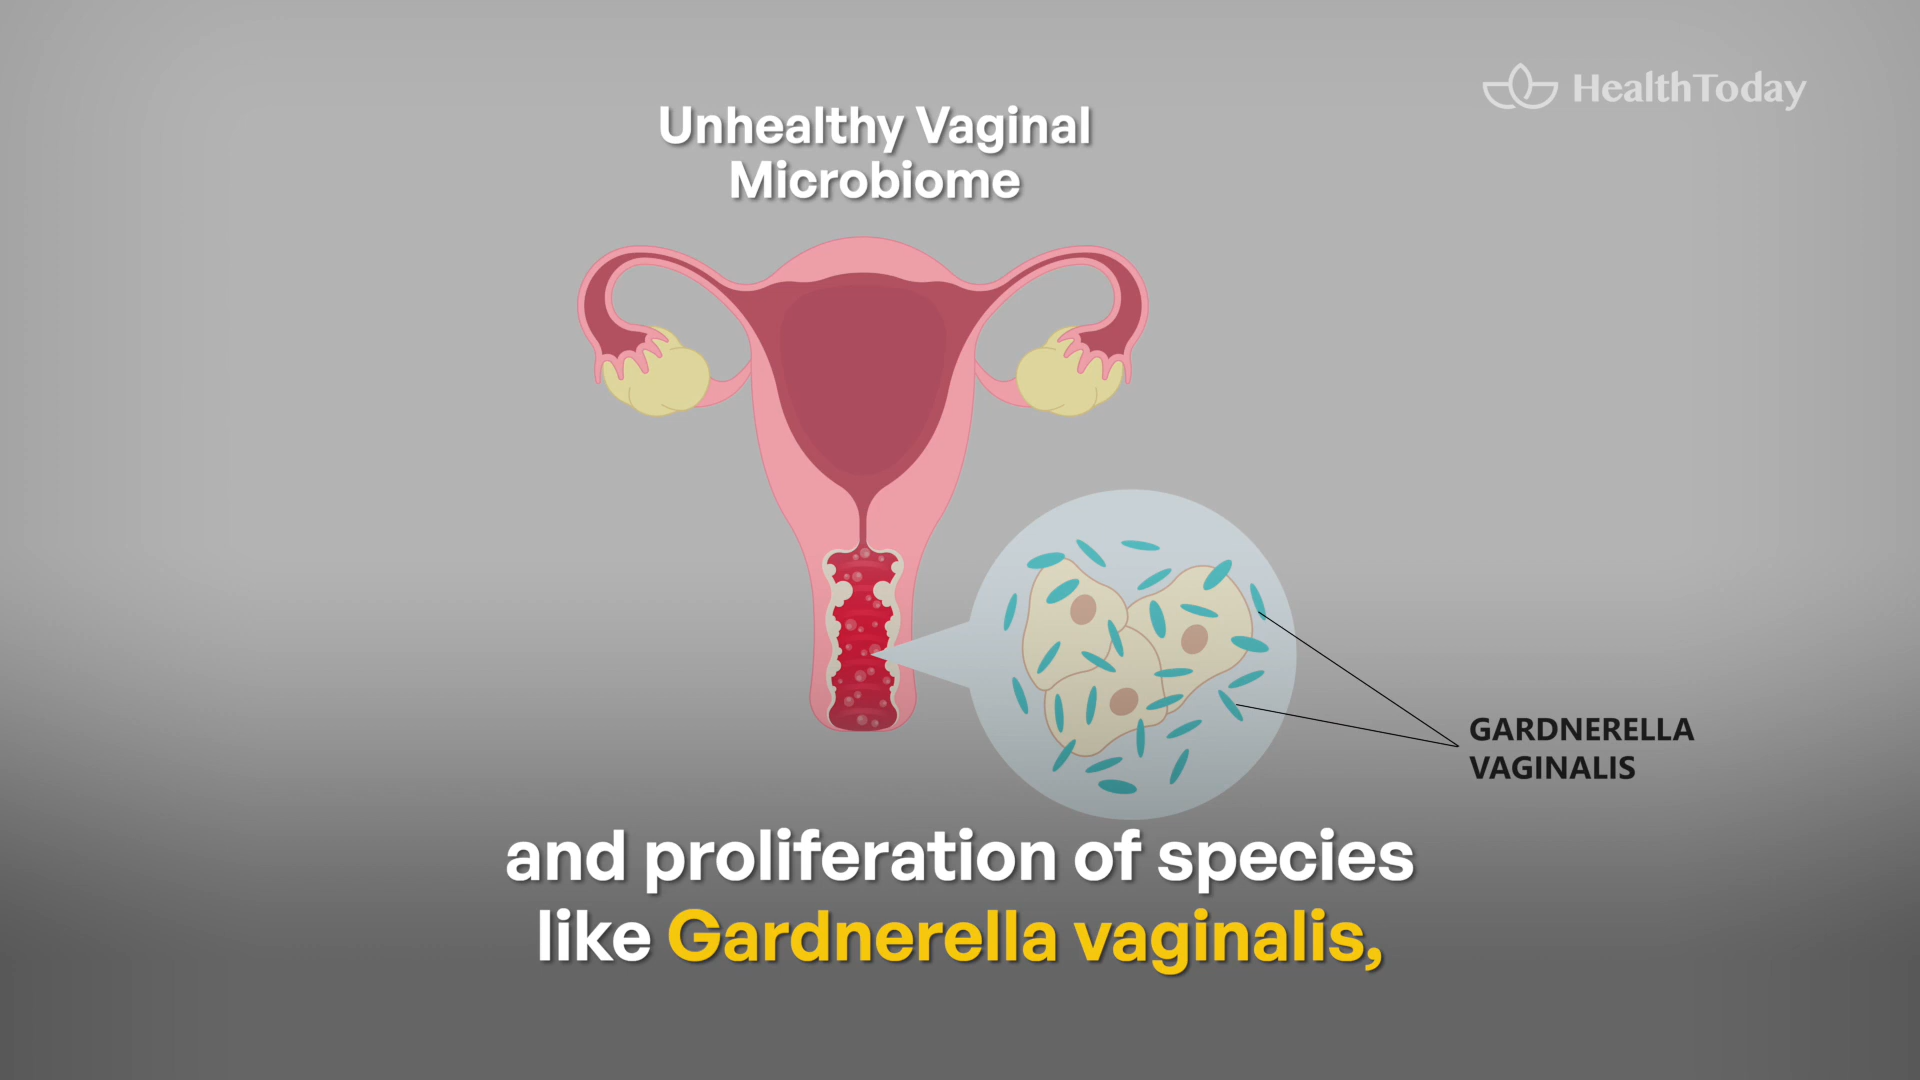 HealthToday
Unhealthy Vaginal
Microbiome
GARDNERELLA
VAGINALIS
and proliferation of species
like Gardnerella vaginalis,